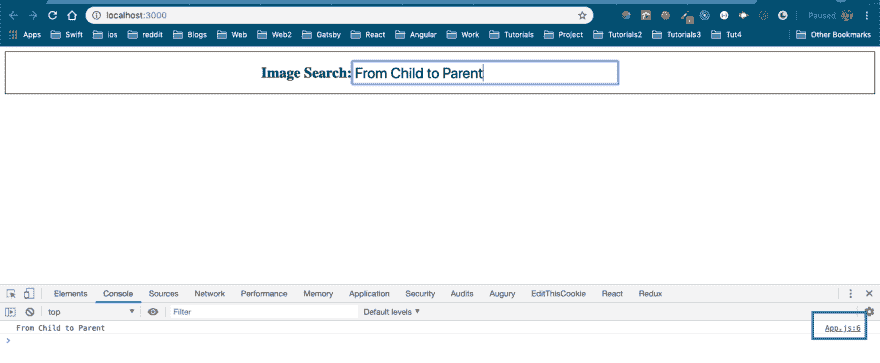 localhost:3000
Paused
Apps Swift ios reddit Blogs Web Web2 Gatsby React Angular Work Tutorials Project Tutorials2 Tutorials3 Tut4 Other Bookmarks
Image Search: From Child to Parent
Elements Console Sources Network Performance Memory Application Security Audits Augury EditThisCookie React Redux
top Filter Default levels
From Child to Parent App.js:6